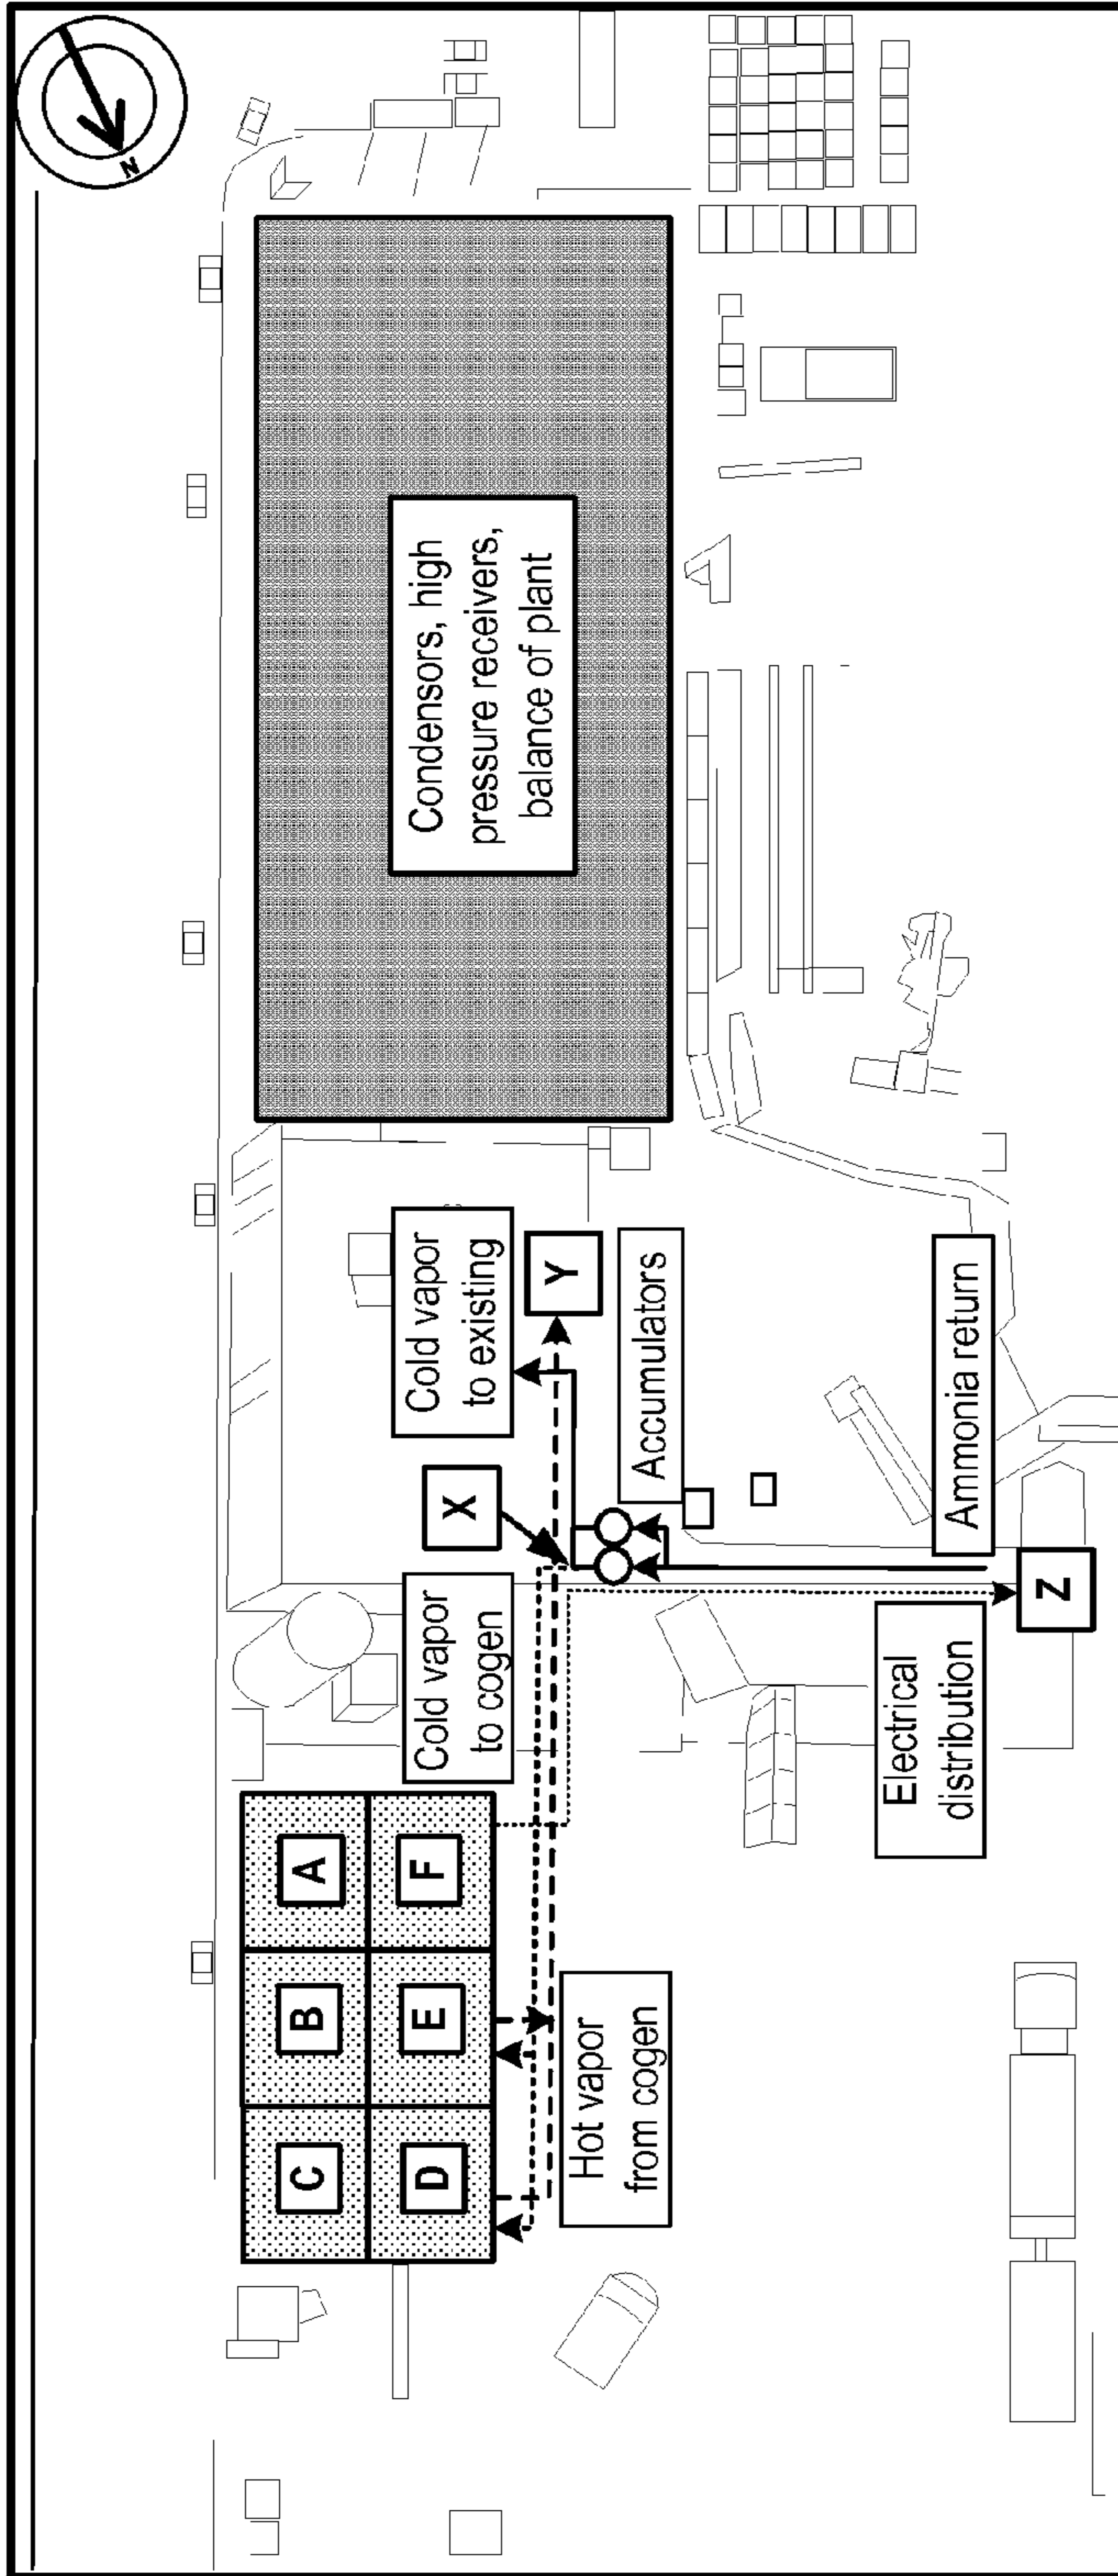 N
Condensors, high
pressure receivers,
balance of plant
Cold vapor
to existing
Y
Accumulators
Ammonia return
X
Cold vapor
to cogen
Z
Electrical
distribution
A
F
B
E
C
D
Hot vapor
from cogen